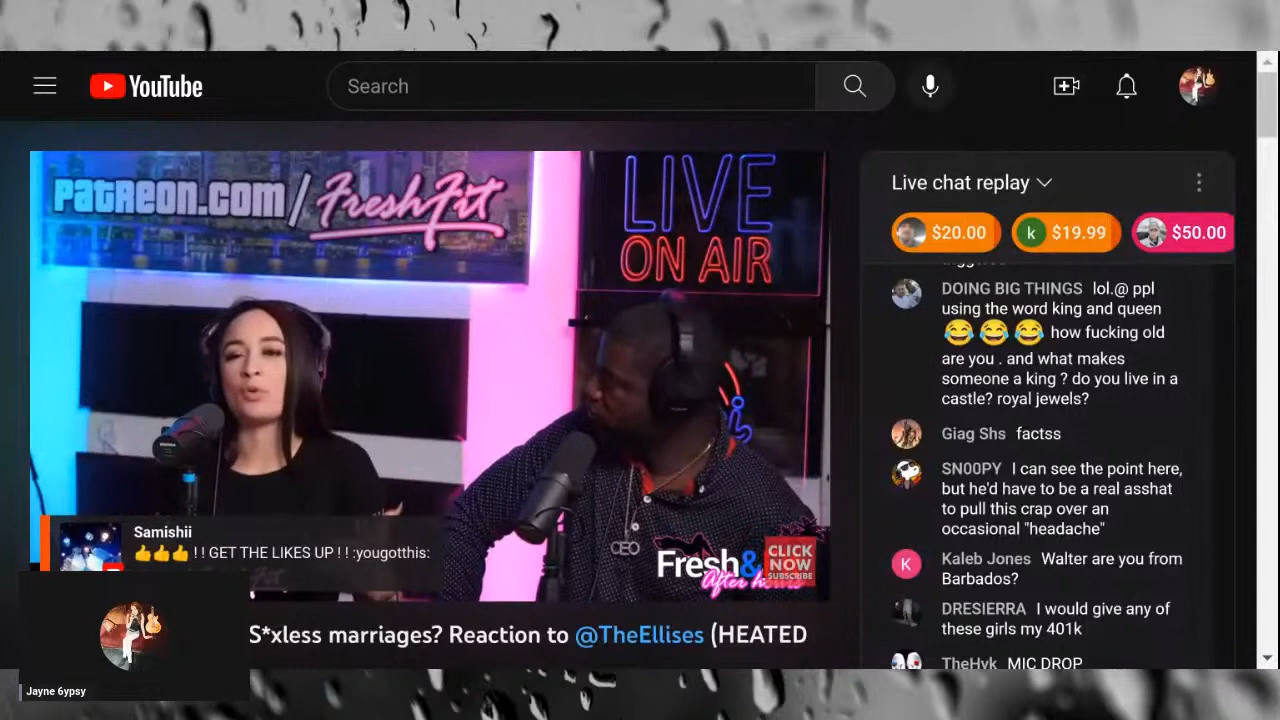 YouTube
Search
Patreon.com/FreshFit
LIVE
ON AIR
Live chat replay
$20.00
k $19.99
$50.00
DOING BIG THINGS lol.@ ppl
using the word king and queen
😂😂😂 how fucking old
are you . and what makes
someone a king ? do you live in a
castle? royal jewels?
Giag Shs factss
SN00PY I can see the point here,
but he'd have to be a real asshat
to pull this crap over an
occasional "headache"
K Kaleb Jones Walter are you from
Barbados?
DRESIERRA I would give any of
these girls my 401k
TheHyk MIC DROP
Samishii
👍👍👍 ! ! GET THE LIKES UP ! ! :yougotthis:
CEO
Fresh&
After
CLICK
NOW
SUBSCRIBE
S*xless marriages? Reaction to @TheEllises (HEATED
Jayne 6ypsy